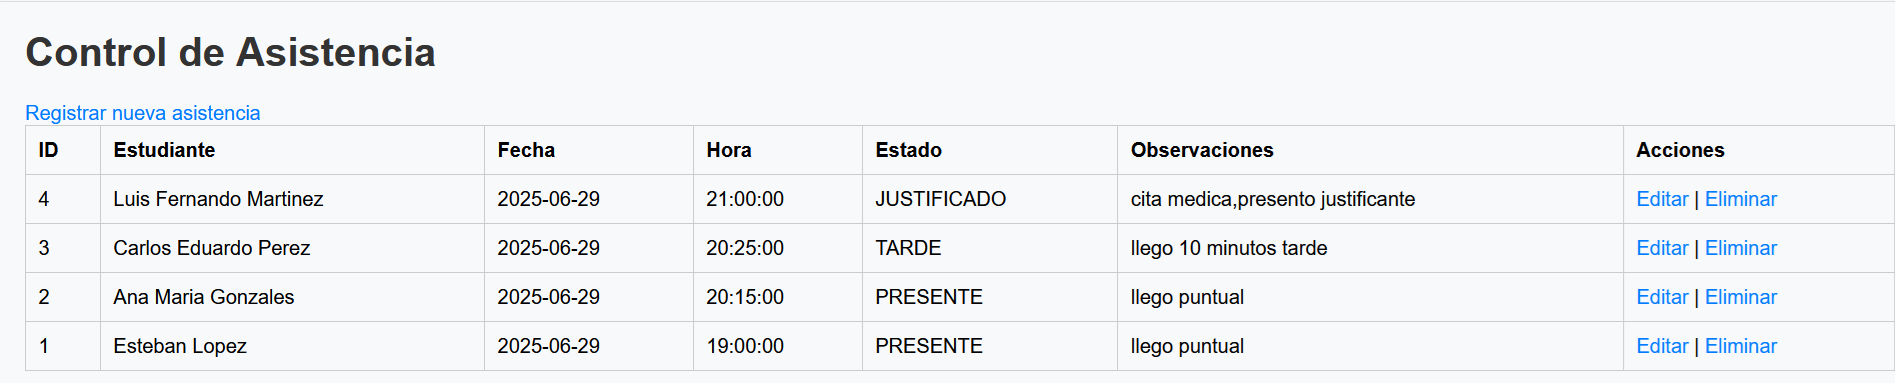 Control de Asistencia
Registrar nueva asistencia
ID Estudiante Fecha Hora Estado Observaciones Acciones
4 Luis Fernando Martinez 2025-06-29 21:00:00 JUSTIFICADO cita medica,presento justificante Editar | Eliminar
3 Carlos Eduardo Perez 2025-06-29 20:25:00 TARDE llego 10 minutos tarde Editar | Eliminar
2 Ana Maria Gonzales 2025-06-29 20:15:00 PRESENTE llego puntual Editar | Eliminar
1 Esteban Lopez 2025-06-29 19:00:00 PRESENTE llego puntual Editar | Eliminar